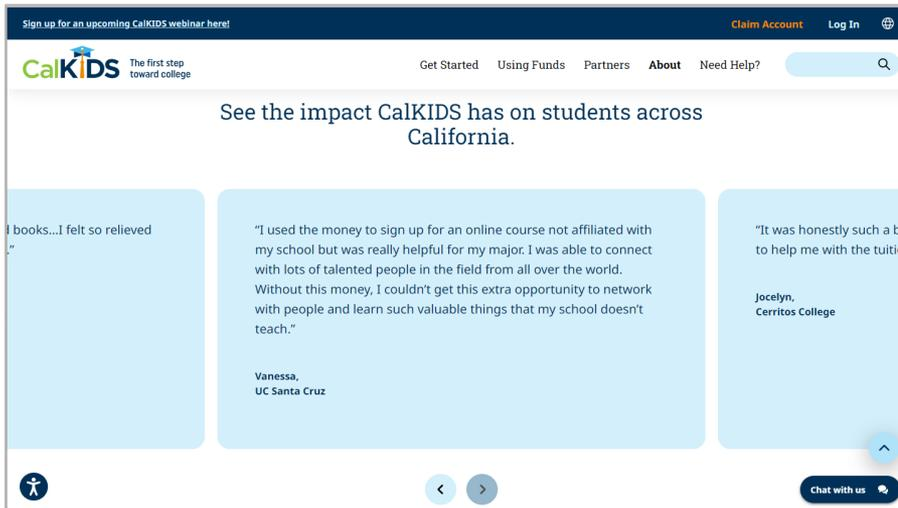 Sign up for an upcoming CalKIDS webinar here!
Claim Account
Log In
CalKIDS
The first step
toward college
Get Started
Using Funds
Partners
About
Need Help?
See the impact CalKIDS has on students across
California.
books...I felt so relieved
.”
“I used the money to sign up for an online course not affiliated with
my school but was really helpful for my major. I was able to connect
with lots of talented people in the field from all over the world.
Without this money, I couldn’t get this extra opportunity to network
with people and learn such valuable things that my school doesn’t
teach.”
Vanessa,
UC Santa Cruz
“It was honestly such a
to help me with the
Jocelyn,
Cerritos College
Chat with us